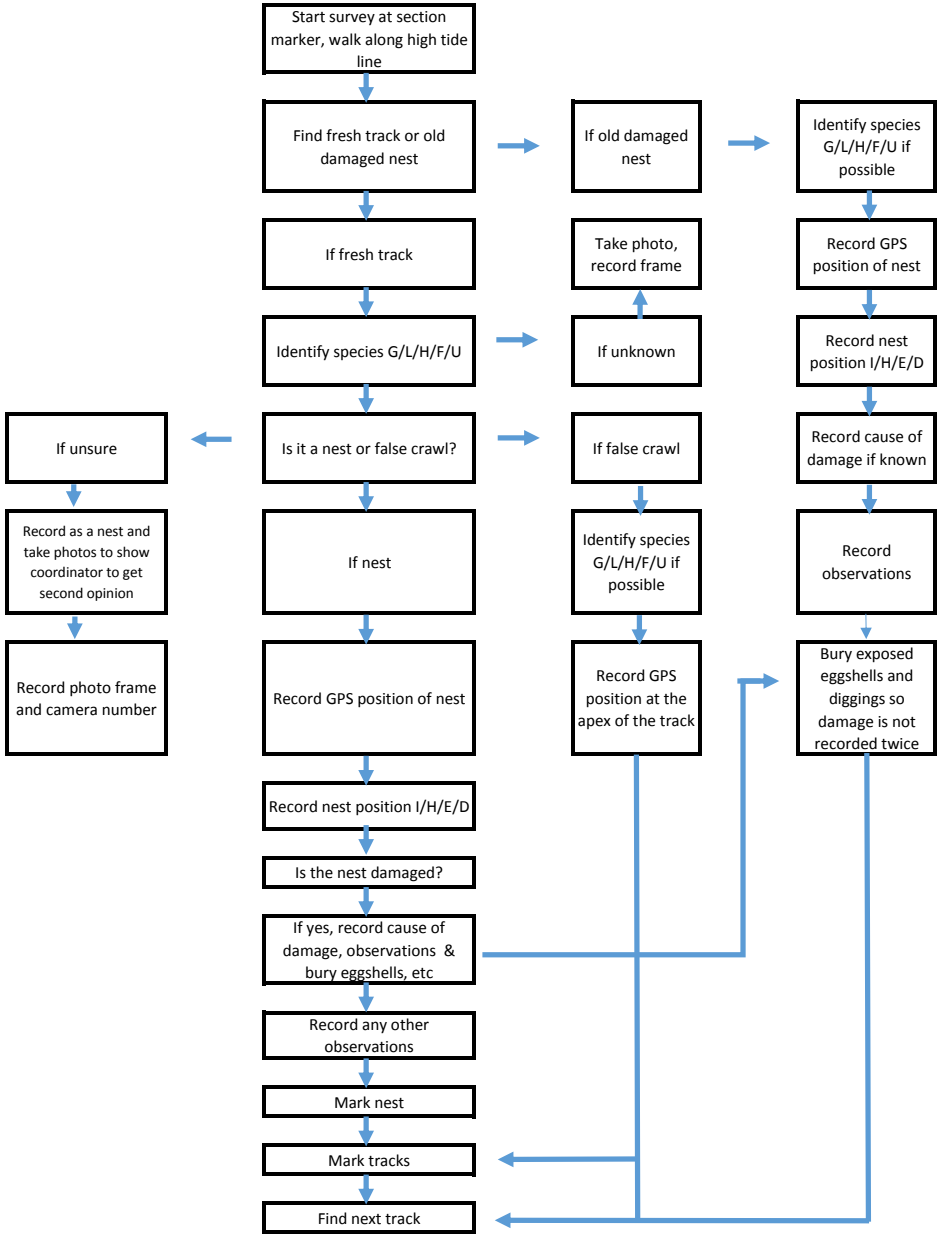 Start survey at section
marker, walk along high tide
line
Find fresh track or old
damaged nest
If old damaged
nest
Identify species
G/L/H/F/U if
possible
If fresh track
Take photo,
record frame
Record GPS
position of nest
Identify species G/L/H/F/U
If unknown
Record nest
position I/H/E/D
If unsure
Is it a nest or false crawl?
If false crawl
Record cause of
damage if known
Record as a nest and
take photos to show
coordinator to get
second opinion
If nest
Identify species
G/L/H/F/U if
possible
Record
observations
Record photo frame
and camera number
Record GPS position of nest
Record GPS
position at the
apex of the track
Bury exposed
eggshells and
diggings so
damage is not
recorded twice
Record nest position I/H/E/D
Is the nest damaged?
If yes, record cause of
damage, observations &
bury eggshells, etc
Record any other
observations
Mark nest
Mark tracks
Find next track